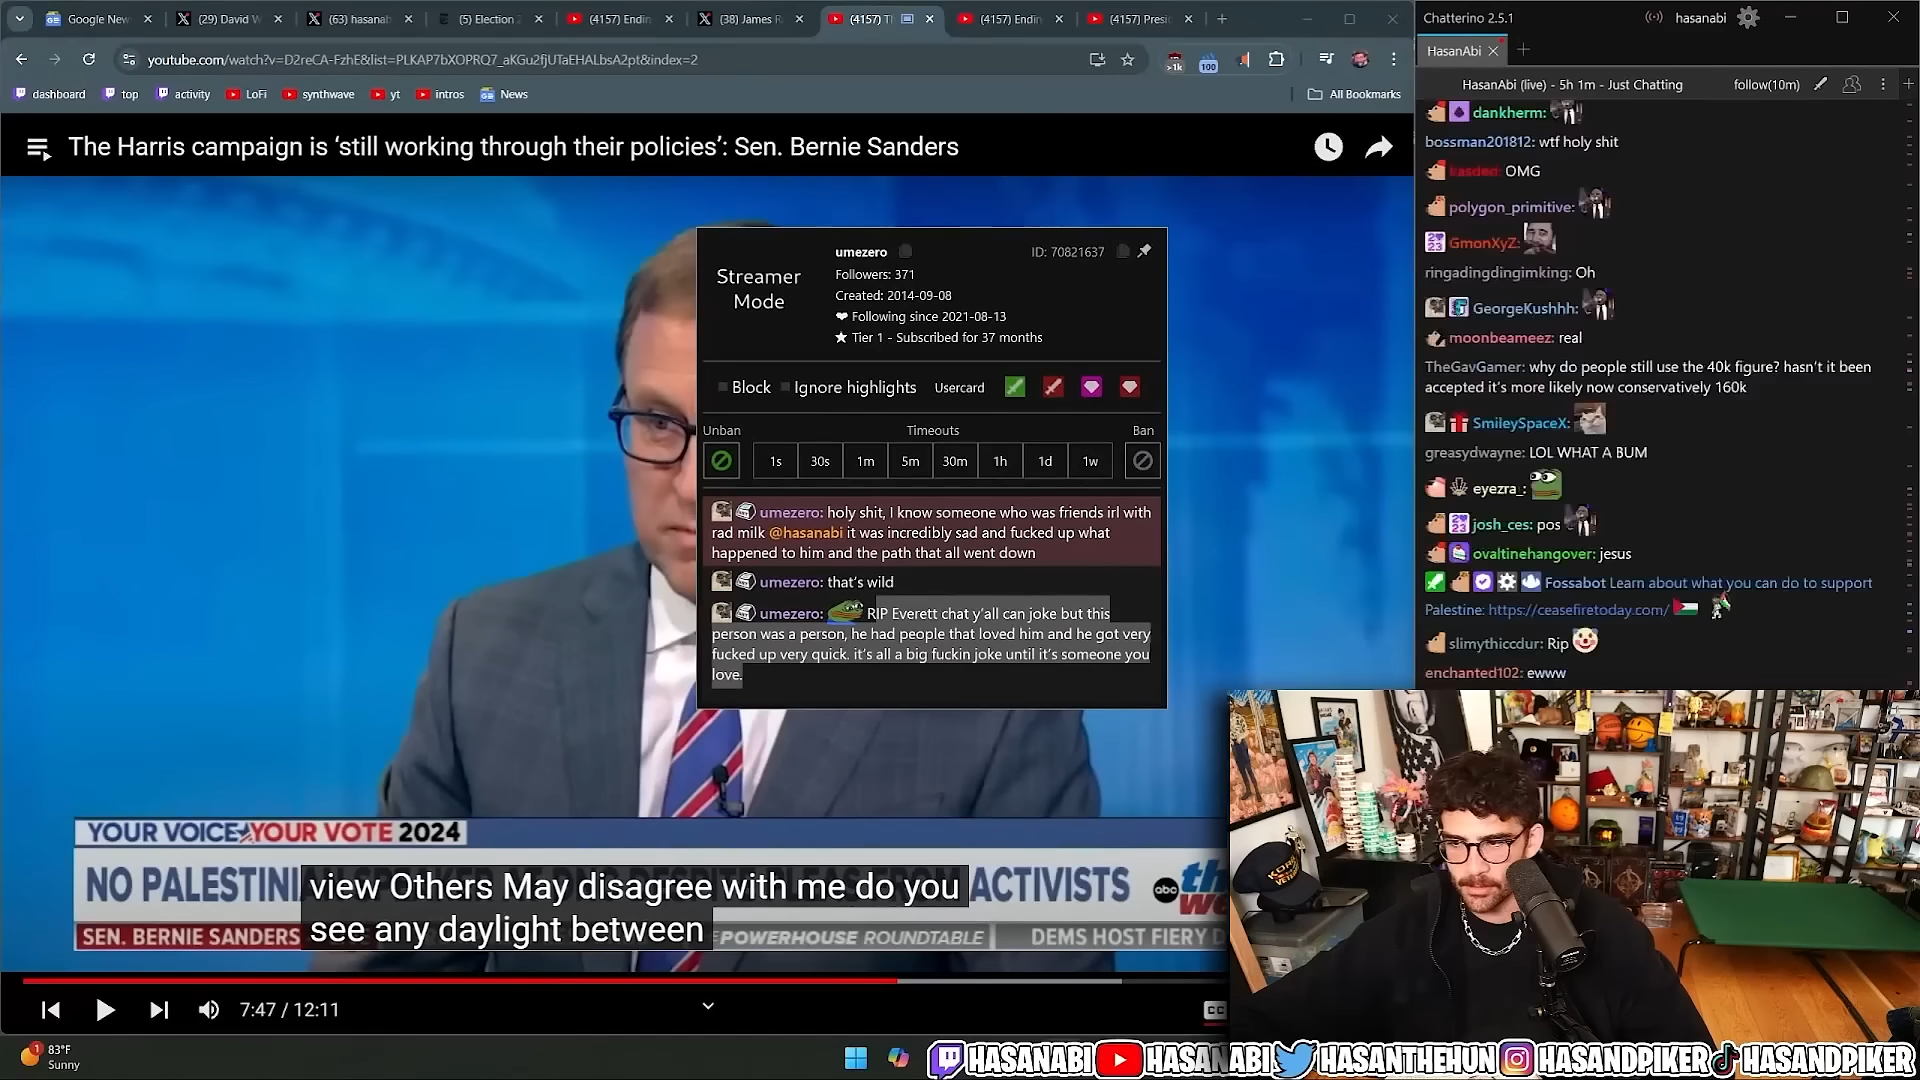 Google New
(29) David W
(63) hasanab
(5) Election 2
(4157) Endin
(38) James R
(4157) T
(4157) Endin
(4157) Presi
youtube.com/watch?v=D2reCA-FzhE&list=PLKAP7bXOPRQ7_aKGu2fjUTaEHALbsA2pt&index=2
>1k
100
dashboard
top
activity
LoFi
synthwave
yt
intros
News
All Bookmarks
The Harris campaign is ‘still working through their policies’: Sen. Bernie Sanders
umezero
ID: 70821637
Streamer
Mode
Followers: 371
Created: 2014-09-08
Following since 2021-08-13
Tier 1 - Subscribed for 37 months
Block
Ignore highlights
Usercard
Unban
Timeouts
Ban
1s
30s
1m
5m
30m
1h
1d
1w
umezero: holy shit, I know someone who was friends irl with
rad milk @hasanabi it was incredibly sad and fucked up what
happened to him and the path that all went down
umezero: that’s wild
umezero: RIP Everett chat y’all can joke but this
person was a person, he had people that loved him and he got very
fucked up very quick. it’s all a big fuckin joke until it’s someone you
love.
YOUR VOICE YOUR VOTE 2024
NO PALESTINI
ACTIVISTS
abc
view Others May disagree with me do you
see any daylight between
SEN. BERNIE SANDERS
POWERHOUSE ROUNDTABLE
DEMS HOST FIERY D
7:47 / 12:11
CC
1
83°F
Sunny
HASANABI
HASANABI
HASANTHEHUN
HASANDPIKER
HASANDPIKER
Chatterino 2.5.1
hasanabi
HasanAbi
HasanAbi (live) - 5h 1m - Just Chatting
follow(10m)
dankherm:
bossman201812: wtf holy shit
kasded: OMG
polygon_primitive:
GmonXyZ:
ringadingdingimking: Oh
GeorgeKushhh:
moonbeameez: real
TheGavGamer: why do people still use the 40k figure? hasn’t it been
accepted it’s more likely now conservatively 160k
SmileySpaceX:
greasydwayne: LOL WHAT A BUM
eyezra_:
josh_ces: pos
ovaltinehangover: jesus
Fossabot Learn about what you can do to support
Palestine: https://ceasefiretoday.com/
slimythiccdur: Rip
enchanted102: ewww